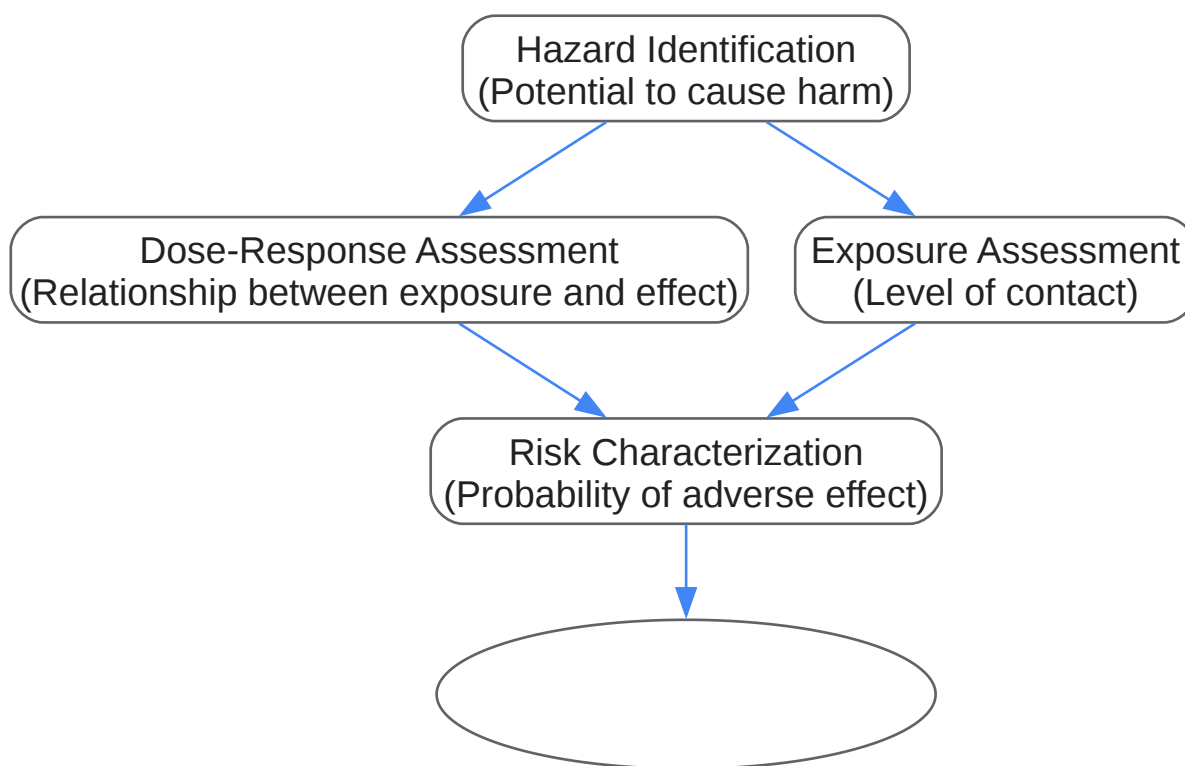 Hazard Identification
(Potential to cause harm)
Dose-Response Assessment
(Relationship between exposure and effect)
Exposure Assessment
(Level of contact)
Risk Characterization
(Probability of adverse effect)